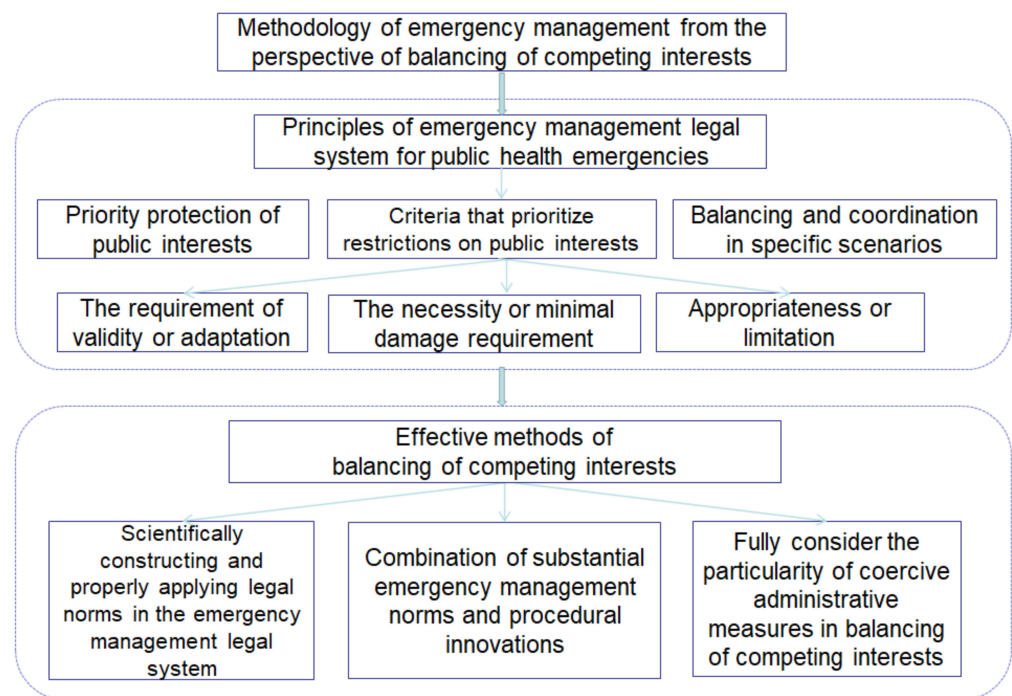 Methodology of emergency management from the
perspective of balancing of competing interests
Principles of emergency management legal
system for public health emergencies
Priority protection of
public interests
Criteria that prioritize
restrictions on public interests
Balancing and coordination
in specific scenarios
The requirement of
validity or adaptation
The necessity or minimal
damage requirement
Appropriateness or
limitation
Effective methods of
balancing of competing interests
Scientifically
constructing and
properly applying legal
norms in the emergency
management legal
system
Combination of substantial
emergency management
norms and procedural
innovations
Fully consider the
particularity of coercive
administrative
measures in balancing
of competing interests